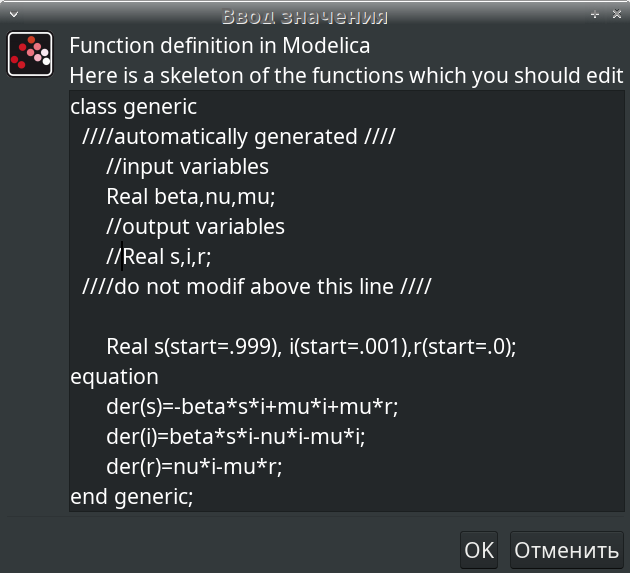 Ввод значения
Function definition in Modelica
Here is a skeleton of the functions which you should edit
class generic
////automatically generated ////
//input variables
Real beta,nu,mu;
//output variables
//Real s,i,r;
////do not modif above this line ////
Real s(start=.999), i(start=.001),r(start=.0);
equation
der(s)=-beta*s*i+mu*i+mu*r;
der(i)=beta*s*i-nu*i-mu*i;
der(r)=nu*i-mu*r;
end generic;
OK Отменить